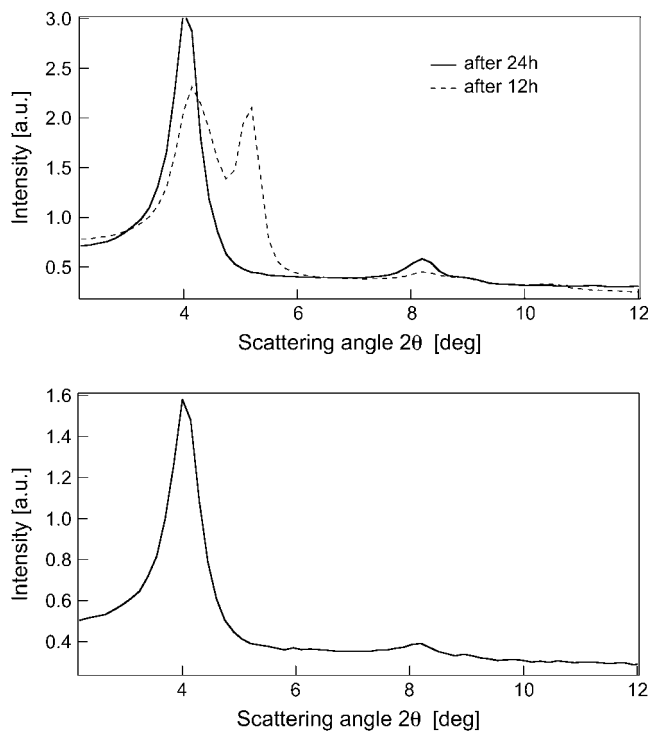 3.0
after 24h
after 12h
2.5
2.0
1.5
1.0
0.5
Intensity [a.u.]
4 6 8 10 12
Scattering angle 2θ [deg]
1.6
1.4
1.2
1.0
0.8
0.6
0.4
Intensity [a.u.]
4 6 8 10 12
Scattering angle 2θ [deg]